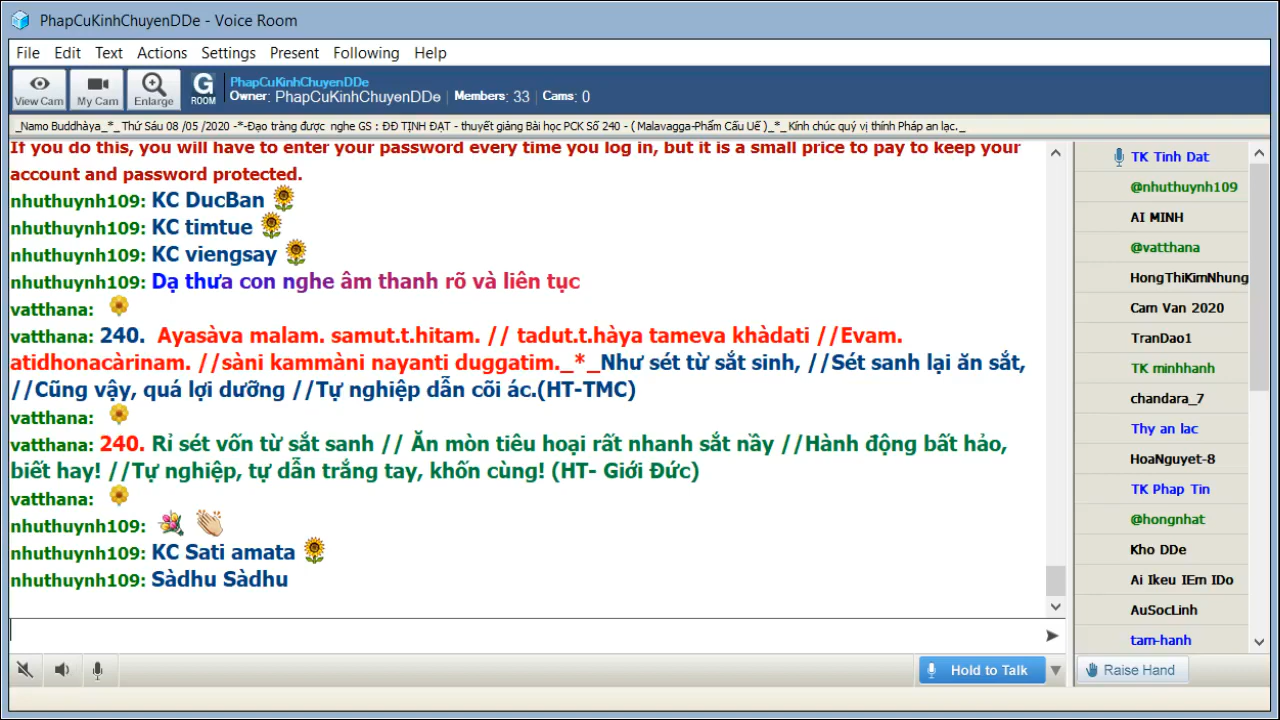 PhapCuKinhChuyenDDe - Voice Room
File Edit Text Actions Settings Present Following Help
View Cam My Cam Enlarge G ROOM
PhapCuKinhChuyenDDe
Owner: PhapCuKinhChuyenDDe | Members: 33 | Cams: 0
_Namo Buddhàya_*_ Thứ Sáu 08 /05 /2020 -*-Đạo tràng được nghe GS : ĐĐ TỊNH ĐẠT - thuyết giảng Bài học PCK Số 240 - ( Malavagga-Phẩm Cấu Uế )_*_ Kính chúc quý vị thính Pháp an lạc._
If you do this, you will have to enter your password every time you log in, but it is a small price to pay to keep your
account and password protected.
nhuthuynh109: KC DucBan
nhuthuynh109: KC timtue
nhuthuynh109: KC viengsay
nhuthuynh109: Dạ thưa con nghe âm thanh rõ và liên tục
vatthana:
vatthana: 240. Ayasàva malam. samut.t.hitam. // tadut.t.hàya tameva khàdati //Evam.
atidhonacàrinam. //sàni kammàni nayanti duggatim._*_Như sét từ sắt sinh, //Sét sanh lại ăn sắt,
//Cũng vậy, quá lợi dưỡng //Tự nghiệp dẫn cõi ác.(HT-TMC)
vatthana:
vatthana: 240. Rỉ sét vốn từ sắt sanh // Ăn mòn tiêu hoại rất nhanh sắt nầy //Hành động bất hảo,
biết hay! //Tự nghiệp, tự dẫn trắng tay, khốn cùng! (HT- Giới Đức)
vatthana:
nhuthuynh109:
nhuthuynh109: KC Sati amata
nhuthuynh109: Sàdhu Sàdhu
TK Tinh Dat
@nhuthuynh109
AI MINH
@vatthana
HongThiKimNhung
Cam Van 2020
TranDao1
TK minhhanh
chandara_7
Thy an lac
HoaNguyet-8
TK Phap Tin
@hongnhat
Kho DDe
Ai Ikeu IEm IDo
AuSocLinh
tam-hanh
Hold to Talk
Raise Hand